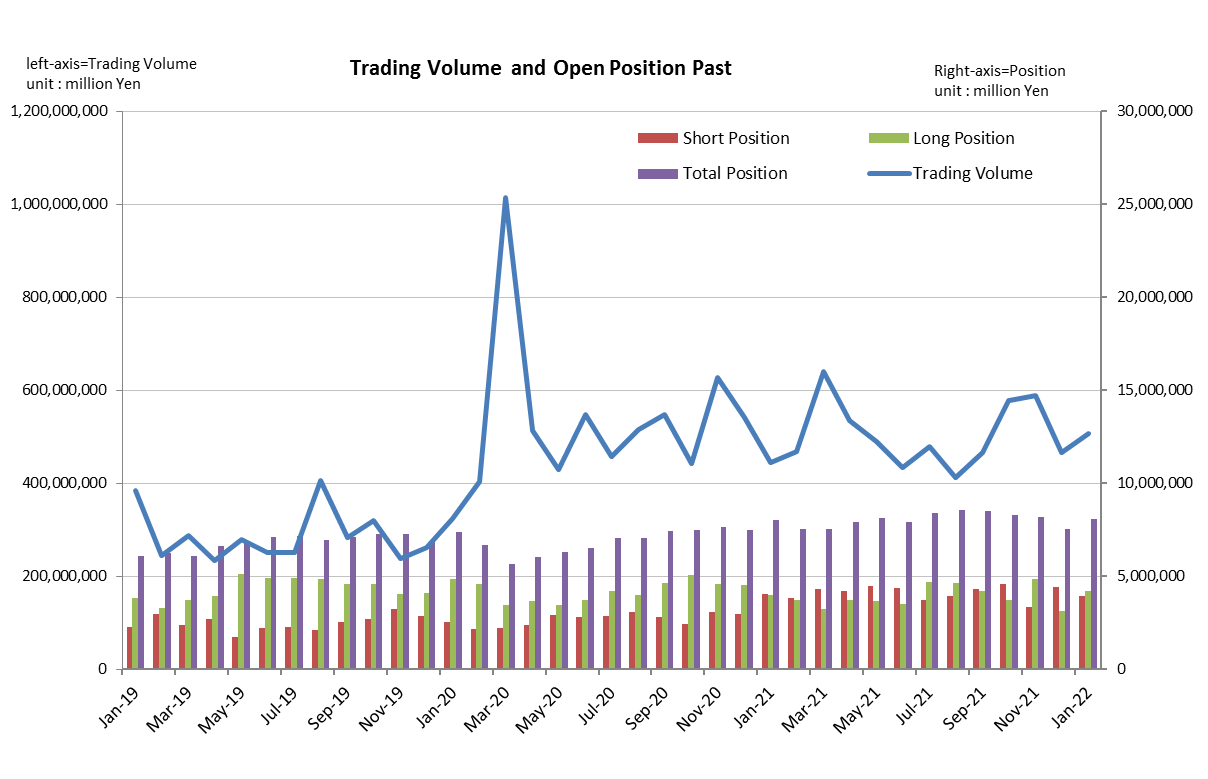 left-axis=Trading Volume
unit : million Yen
Trading Volume and Open Position Past
Right-axis=Position
unit : million Yen
1,200,000,000
30,000,000
Short Position
Long Position
Total Position
Trading Volume
1,000,000,000
25,000,000
800,000,000
20,000,000
600,000,000
15,000,000
400,000,000
10,000,000
200,000,000
5,000,000
0
0
Jan-19
Mar-19
May-19
Jul-19
Sep-19
Nov-19
Jan-20
Mar-20
May-20
Jul-20
Sep-20
Nov-20
Jan-21
Mar-21
May-21
Jul-21
Sep-21
Nov-21
Jan-22